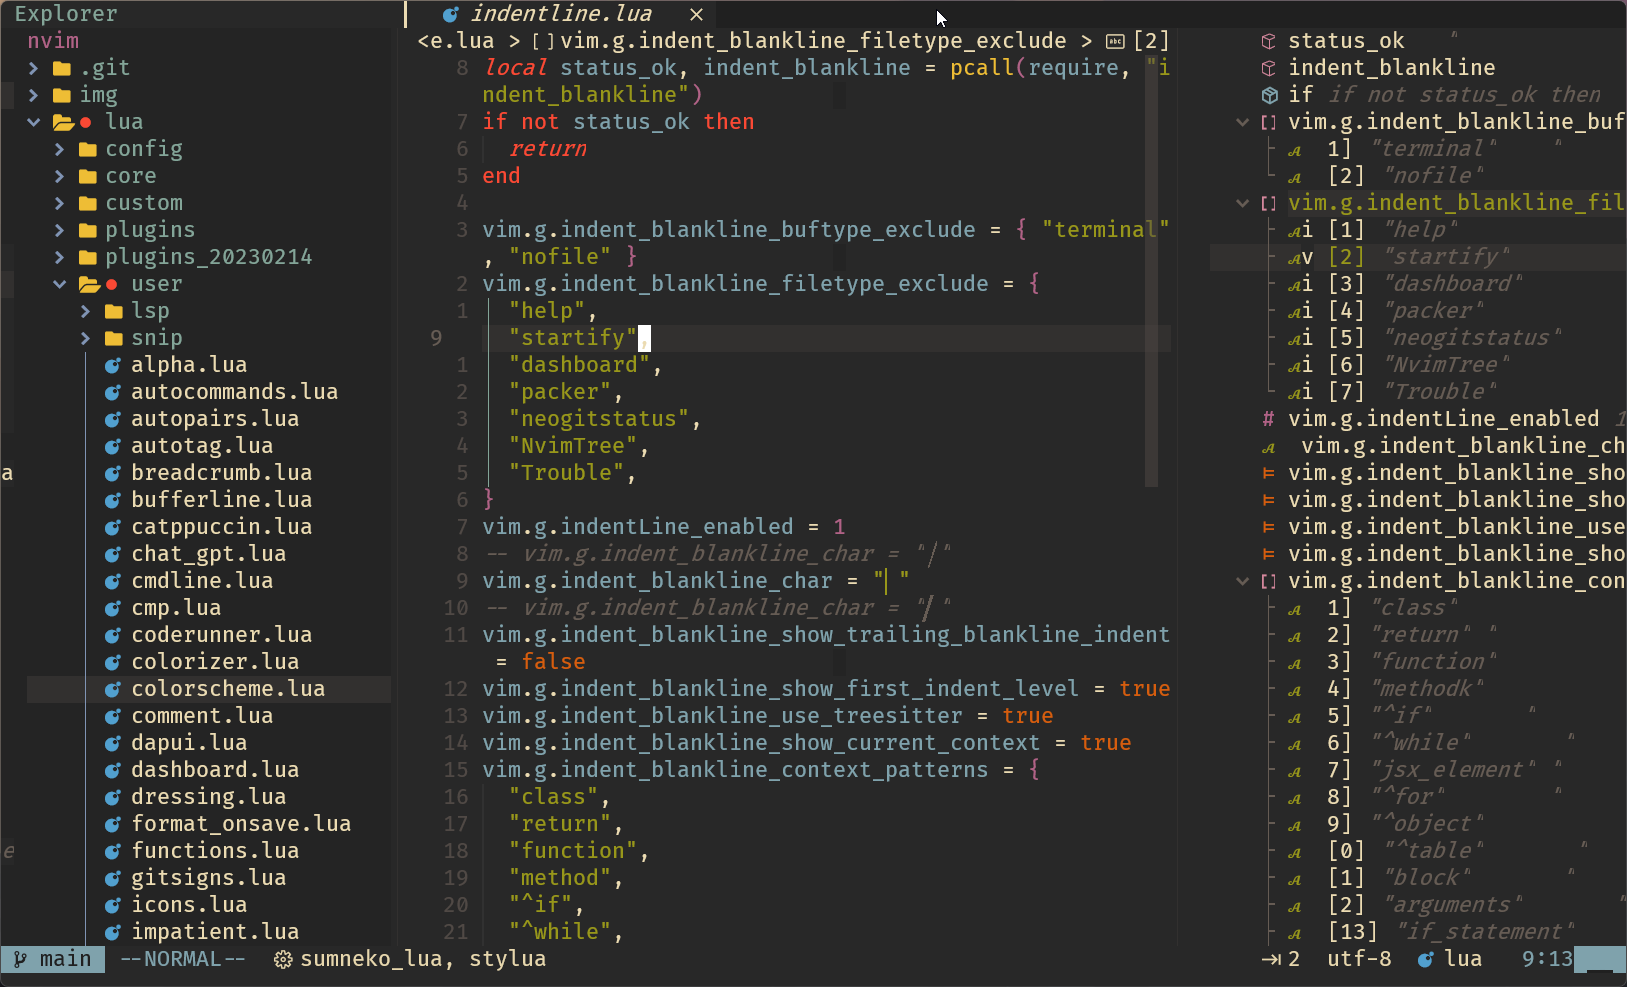 Explorer
nvim
.git
img
lua
config
core
custom
plugins
plugins_20230214
user
lsp
snip
alpha.lua
autocommands.lua
autopairs.lua
autotag.lua
breadcrumb.lua
bufferline.lua
catppuccin.lua
chat_gpt.lua
cmdline.lua
cmp.lua
coderunner.lua
colorizer.lua
colorscheme.lua
comment.lua
dapui.lua
dashboard.lua
dressing.lua
format_onsave.lua
functions.lua
gitsigns.lua
icons.lua
impatient.lua
indentline.lua ×
<e.lua > []vim.g.indent_blankline_filetype_exclude > [2]
8 local status_ok, indent_blankline = pcall(require, "i
ndent_blankline")
7 if not status_ok then
6 return
5 end
4
3 vim.g.indent_blankline_buftype_exclude = { "terminal"
, "nofile" }
2 vim.g.indent_blankline_filetype_exclude = {
1 "help",
9 "startify",
1 "dashboard",
2 "packer",
3 "neogitstatus",
4 "NvimTree",
5 "Trouble",
6 }
7 vim.g.indentLine_enabled = 1
8 -- vim.g.indent_blankline_char = "│"
9 vim.g.indent_blankline_char = "▏"
10 -- vim.g.indent_blankline_char = "▎"
11 vim.g.indent_blankline_show_trailing_blankline_indent
= false
12 vim.g.indent_blankline_show_first_indent_level = true
13 vim.g.indent_blankline_use_treesitter = true
14 vim.g.indent_blankline_show_current_context = true
15 vim.g.indent_blankline_context_patterns = {
16 "class",
17 "return",
18 "function",
19 "method",
20 "^if",
21 "^while",
status_ok "
indent_blankline
if if not status_ok then
[] vim.g.indent_blankline_buf
1] "terminal" "
[2] "nofile"
[] vim.g.indent_blankline_fil
i [1] "help"
v [2] "startify"
i [3] "dashboard"
i [4] "packer"
i [5] "neogitstatus"
i [6] "NvimTree"
i [7] "Trouble"
# vim.g.indentLine_enabled 1
vim.g.indent_blankline_ch
vim.g.indent_blankline_sho
vim.g.indent_blankline_sho
vim.g.indent_blankline_use
vim.g.indent_blankline_sho
[] vim.g.indent_blankline_con
1] "class"
2] "return" "
3] "function"
4] "methodk"
5] "^if" "
6] "^while" "
7] "jsx_element" "
8] "^for" "
9] "^object"
[0] "^table" "
[1] "block" "
[2] "arguments" "
[13] "if_statement"
main --NORMAL-- sumneko_lua, stylua 2 utf-8 lua 9:13